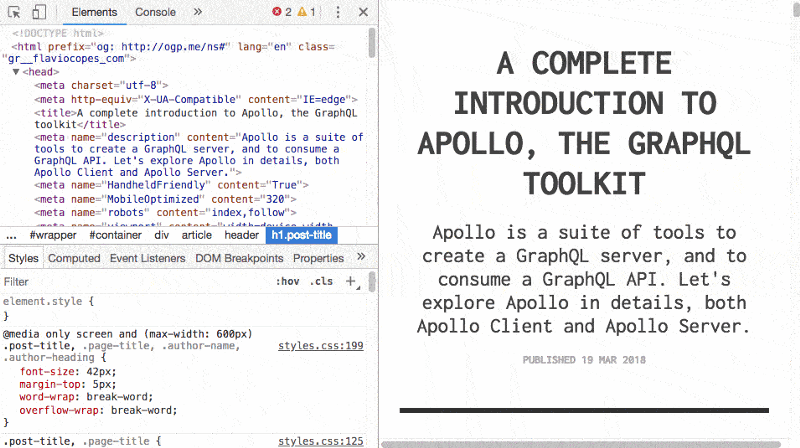 Elements Console » 2 1
<!DOCTYPE html>
<html prefix="og: http://ogp.me/ns#" lang="en" class=
"gr__flaviocopes_com">
▼<head>
<meta charset="utf-8">
<meta http-equiv="X-UA-Compatible" content="IE=edge">
<title>A complete introduction to Apollo, the GraphQL
toolkit</title>
<meta name="description" content="Apollo is a suite of
tools to create a GraphQL server, and to consume a
GraphQL API. Let's explore Apollo in details, both
Apollo Client and Apollo Server.">
<meta name="HandheldFriendly" content="True">
<meta name="MobileOptimized" content="320">
<meta name="robots" content="index,follow">
<meta name="viewport" content="width=device-width,
... #wrapper #container div article header h1.post-title
Styles Computed Event Listeners DOM Breakpoints Properties »
Filter :hov .cls +
element.style {
}
@media only screen and (max-width: 600px)
.post-title, .page-title, .author-name, styles.css:199
.author-heading {
font-size: 42px;
margin-top: 5px;
word-wrap: break-word;
overflow-wrap: break-word;
}
.post-title, .page-title { styles.css:125
A COMPLETE
INTRODUCTION TO
APOLLO, THE GRAPHQL
TOOLKIT
Apollo is a suite of tools to
create a GraphQL server, and to
consume a GraphQL API. Let's
explore Apollo in details, both
Apollo Client and Apollo Server.
PUBLISHED 19 MAR 2018